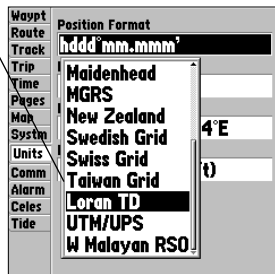 Waypt
Route
Track
Trip
Time
Pages
Map
Systm
Units
Comm
Alarm
Celes
Tide
Position Format
hddd°mm.mmm'
Maidenhead
MGRS
New Zealand
Swedish Grid
Swiss Grid
Taiwan Grid
Loran TD
UTM/UPS
W Malayan RSO
4°E
t)